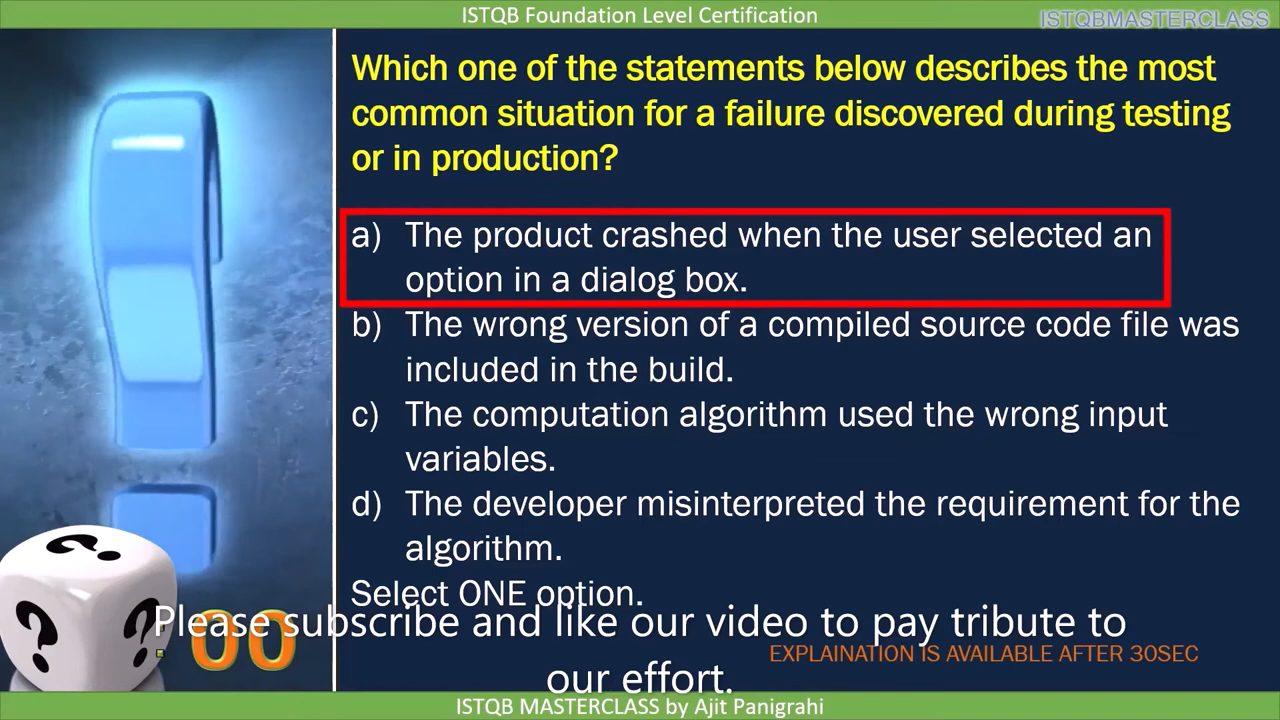 ISTQB Foundation Level Certification
ISTQBMASTERCLASS
Which one of the statements below describes the most
common situation for a failure discovered during testing
or in production?
a) The product crashed when the user selected an
option in a dialog box.
b) The wrong version of a compiled source code file was
included in the build.
c) The computation algorithm used the wrong input
variables.
d) The developer misinterpreted the requirement for the
algorithm.
Select ONE option.
Please subscribe and like our video to pay tribute to
our effort.
:00
EXPLAINATION IS AVAILABLE AFTER 30SEC
ISTQB MASTERCLASS by Ajit Panigrahi
? ? ?